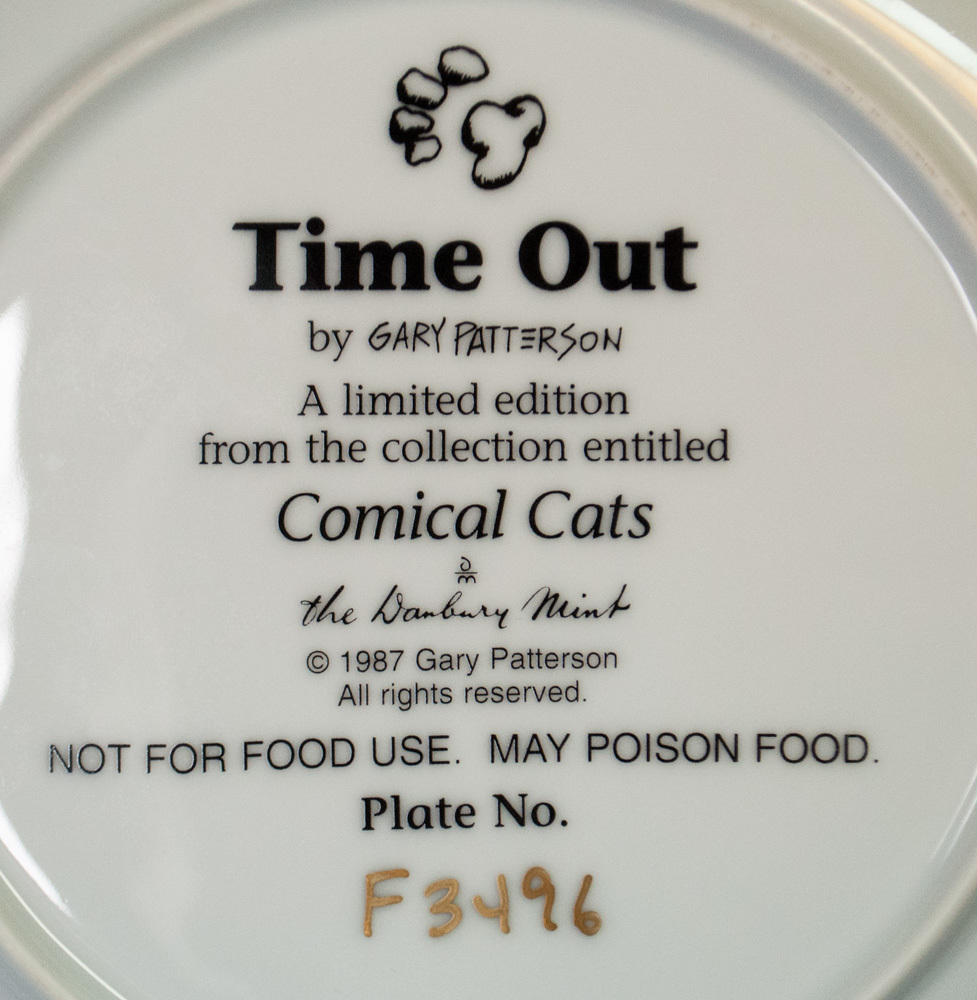 Time Out
by GARY PATTERSON
A limited edition
from the collection entitled
Comical Cats
the Danbury Mint
© 1987 Gary Patterson
All rights reserved.
NOT FOR FOOD USE. MAY POISON FOOD.
Plate No.
F3496